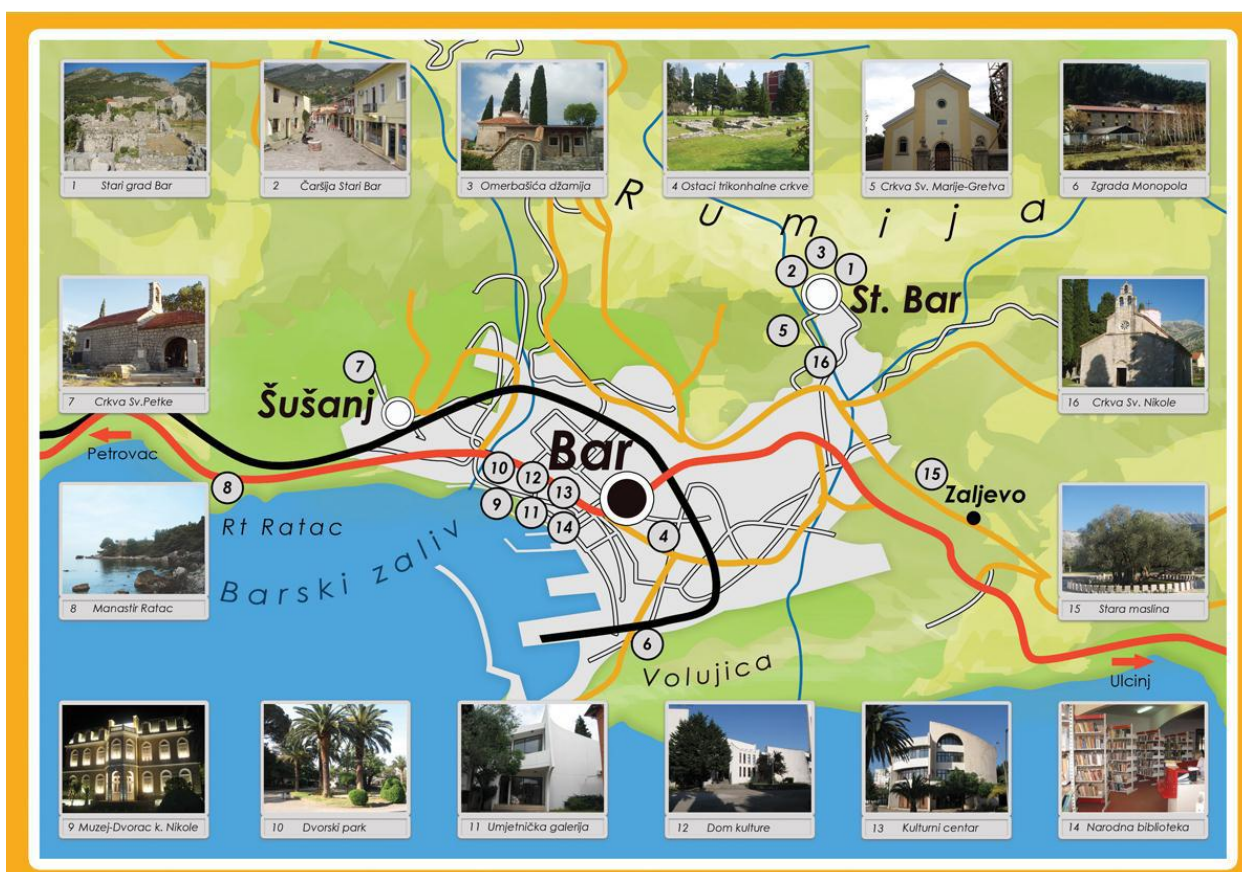 1 Stari grad Bar
2 Čaršija Stari Bar
3 Omerbašića džamija
4 Ostaci trikonhalne crkve
5 Crkva Sv. Marije-Gretva
6 Zgrada Monopola
Rumija
3
2
1
St. Bar
5
16
7 Crkva Sv.Petke
7
Šušanj
16 Crkva Sv. Nikole
Petrovac
Bar
10
12
13
15
Zaljevo
8
9
11
14
4
Rt Ratac
Barski zaliv
8 Manastir Ratac
15 Stara maslina
6
Volujica
Ulcinj
9 Muzej-Dvorac k. Nikole
10 Dvorski park
11 Umjetnička galerija
12 Dom kulture
13 Kulturni centar
14 Narodna biblioteka